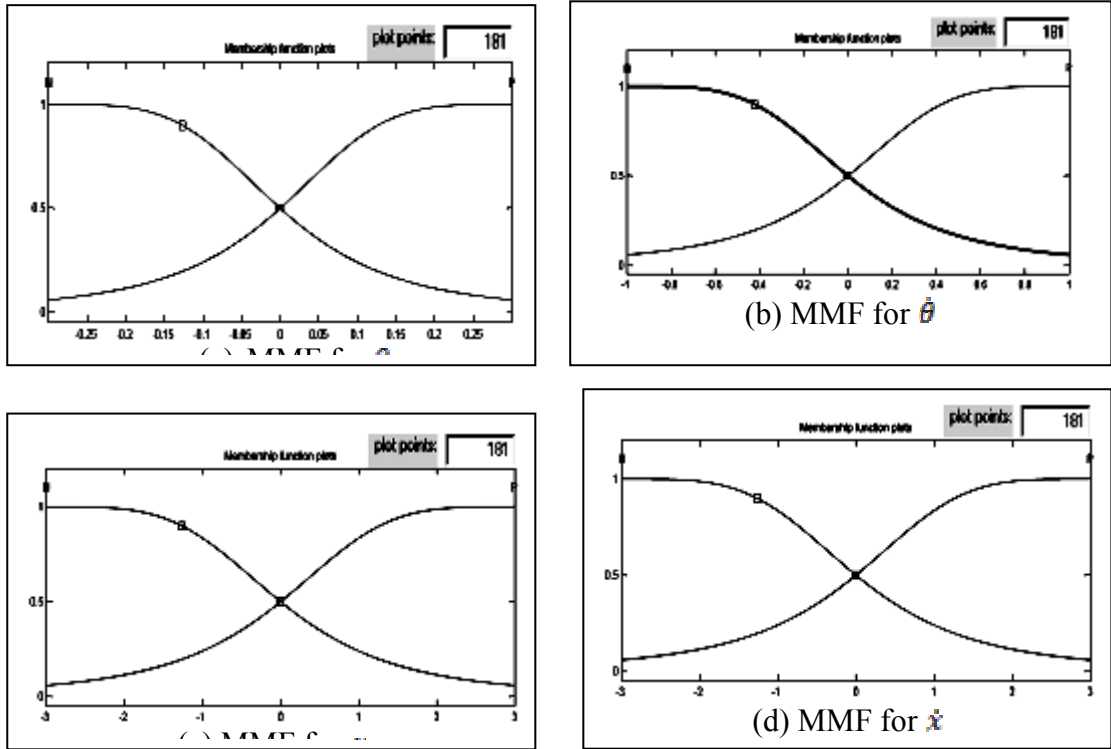 plot points: 181
Membership function plots
P
1
0.5
0
-0.25 -0.2 -0.15 -0.1 -0.05 0 0.05 0.1 0.15 0.2 0.25
MMF for
plot points: 181
Membership function plots
P
1
0.5
0
-1 -0.8 -0.6 -0.4 -0.2 0 0.2 0.4 0.6 0.8 1
(b) MMF for θ̇
plot points: 181
Membership function plots
P
1
0.5
0
-3 -2 -1 0 1 2 3
MMF for
plot points: 181
Membership function plots
P
1
0.5
0
-3 -2 -1 0 1 2 3
(d) MMF for ẋ